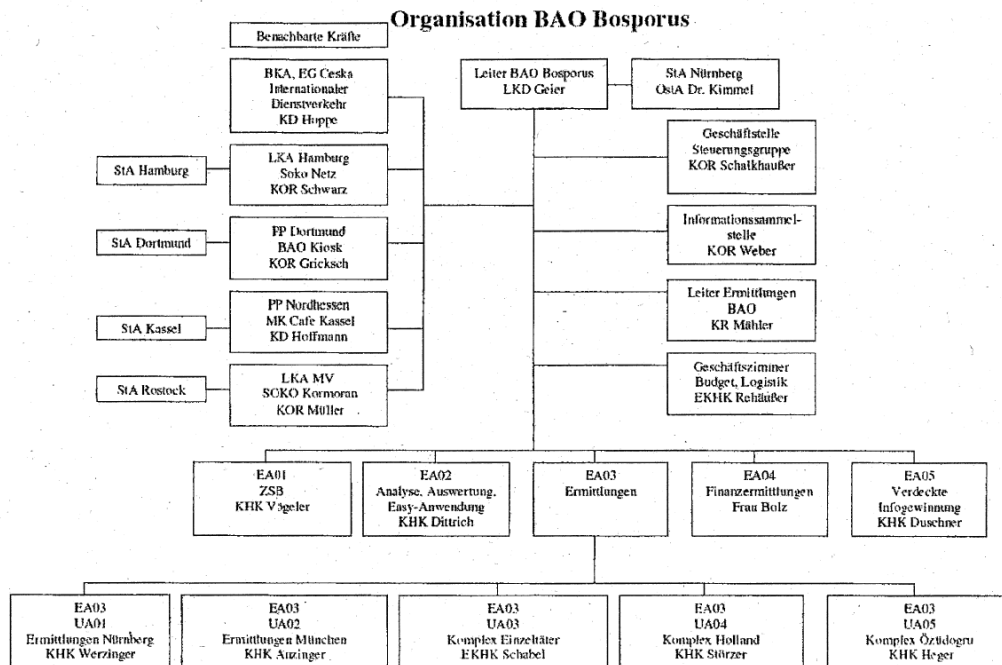 Organisation BAO Bosporus
Benachbarte Kräfte
BKA, EG Ceska
Internationaler
Dienstverkehr
KD Hoppe
Leiter BAO Bosporus
LKD Geier
StA Nürnberg
OStA Dr. Kimmel
Geschäftstelle
Steuerungsgruppe
KOR Schalkhaußer
StA Hamburg
LKA Hamburg
Soko Netz
KOR Schwarz
Informationssammel-
stelle
KOR Weber
StA Dortmund
PP Dortmund
BAO Kiosk
KOR Gricksch
Leiter Ermittlungen
BAO
KR Mähler
StA Kassel
PP Nordhessen
MK Cafe Kassel
KD Hoffmann
Geschäftszimmer
Budget, Logistik
EKHK Rehäußer
StA Rostock
LKA MV
SOKO Kormoran
KOR Müller
EA01
ZSB
KHK Vögeler
EA02
Analyse, Auswertung,
Easy-Anwendung
KHK Dittrich
EA03
Ermittlungen
EA04
Finanzermittlungen
Frau Bolz
EA05
Verdeckte
Infogewinnung
KHK Duschner
EA03
UA01
Ermittlungen Nürnberg
KHK Werzinger
EA03
UA02
Ermittlungen München
KHK Anzinger
EA03
UA03
Komplex Einzeltäter
EKHK Schabel
EA03
UA04
Komplex Holland
KHK Störzer
EA03
UA05
Komplex Özüdogru
KHK Heger